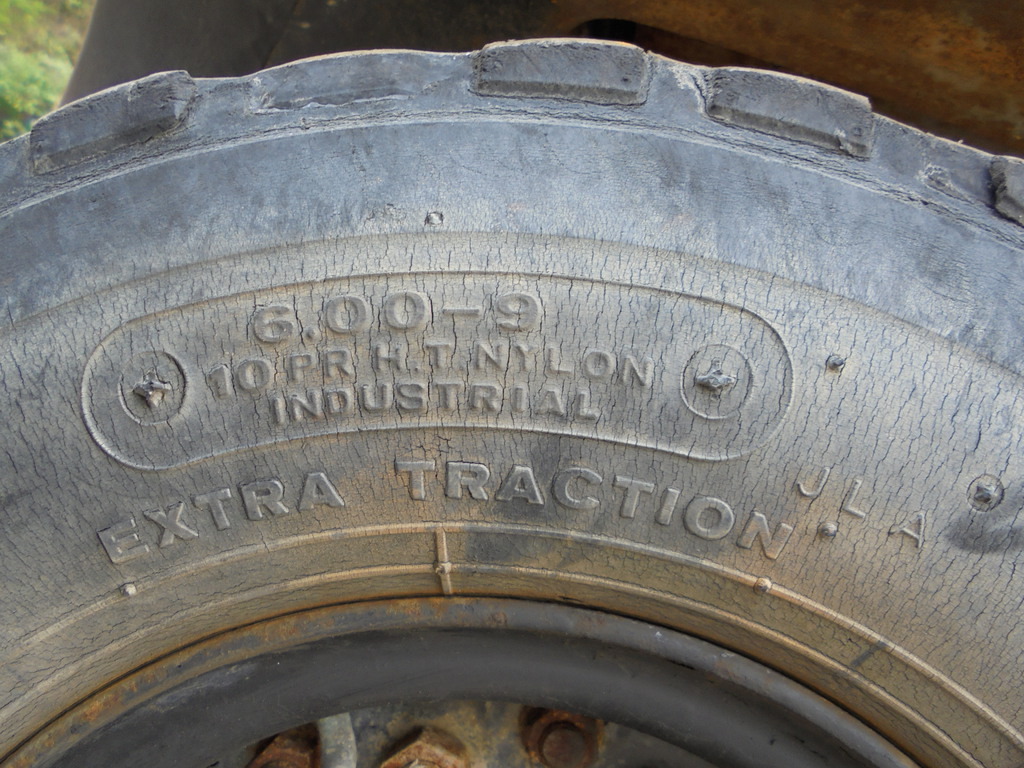 6.00-9
10 PR H.T. NYLON
INDUSTRIAL
EXTRA TRACTION
JLA